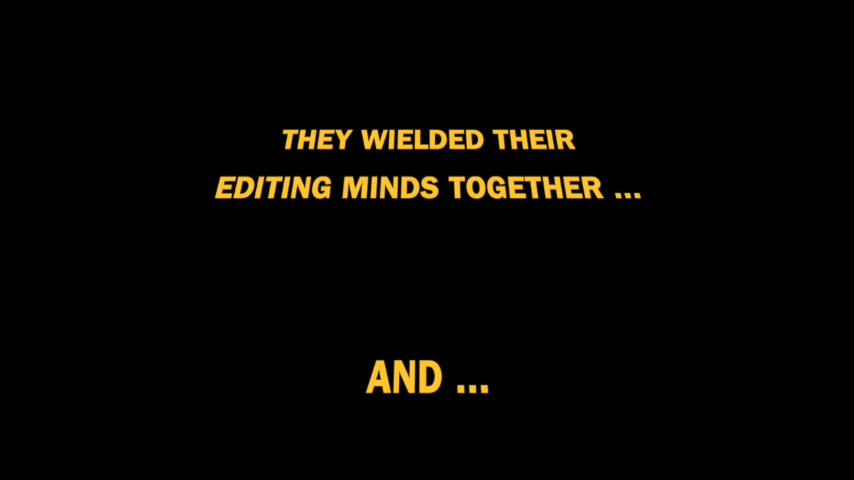 THEY WIELDED THEIR
EDITING MINDS TOGETHER ...
AND ...